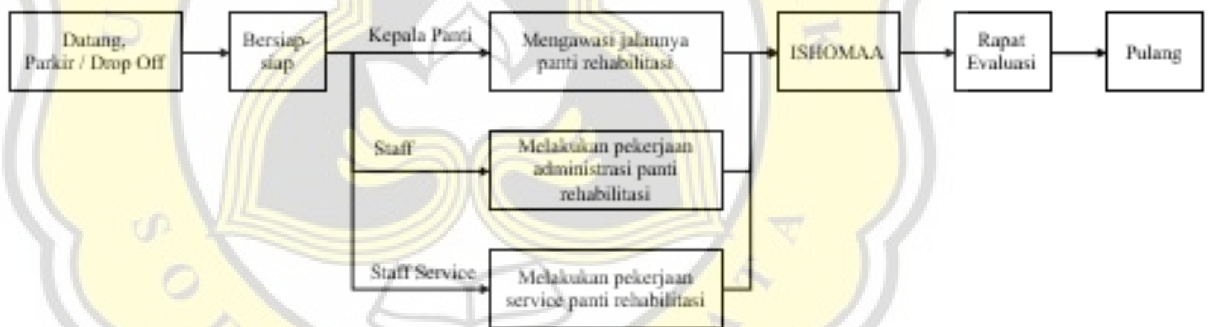 Datang,
Parkir / Drop Off
Bersiap-
siap
Kepala Panti
Mengawasi jalannya
panti rehabilitasi
ISHOMAA
Rapat
Evaluasi
Pulang
Staff
Melakukan pekerjaan
administrasi panti
rehabilitasi
Staff Service
Melakukan pekerjaan
service panti rehabilitasi